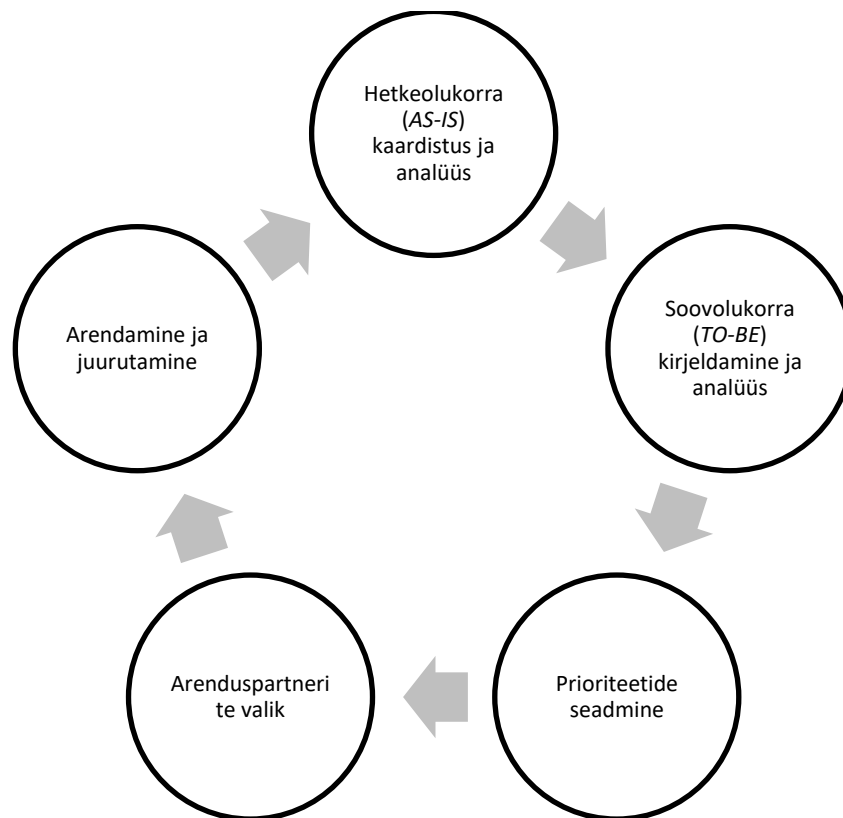 Hetkeolukorra
(AS-IS)
kaardistus ja
analüüs
Soovolukorra
(TO-BE)
kirjeldamine ja
analüüs
Prioriteetide
seadmine
Arenduspartneri
te valik
Arendamine ja
juurutamine